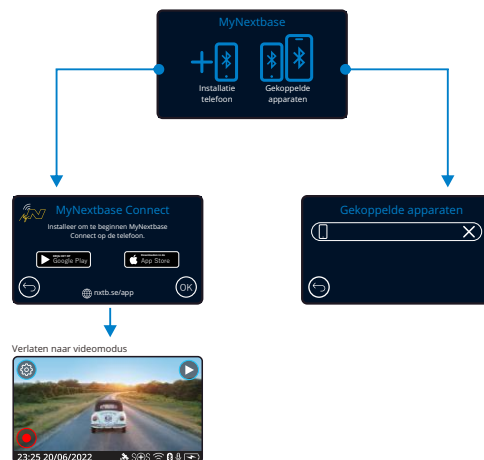 MyNextbase
Installatie
telefoon
Gekoppelde
apparaten
MyNextbase Connect
Installeer om te beginnen MyNextbase
Connect op de telefoon.
Google Play
App Store
nxtb.se/app
OK
Gekoppelde apparaten
Verlaten naar videomodus
23:25 20/06/2022
SOS